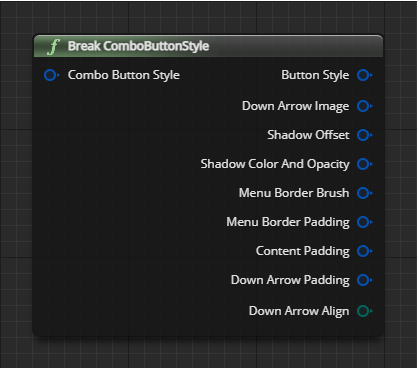 f Break ComboButtonStyle
Combo Button Style Button Style
Down Arrow Image
Shadow Offset
Shadow Color And Opacity
Menu Border Brush
Menu Border Padding
Content Padding
Down Arrow Padding
Down Arrow Align